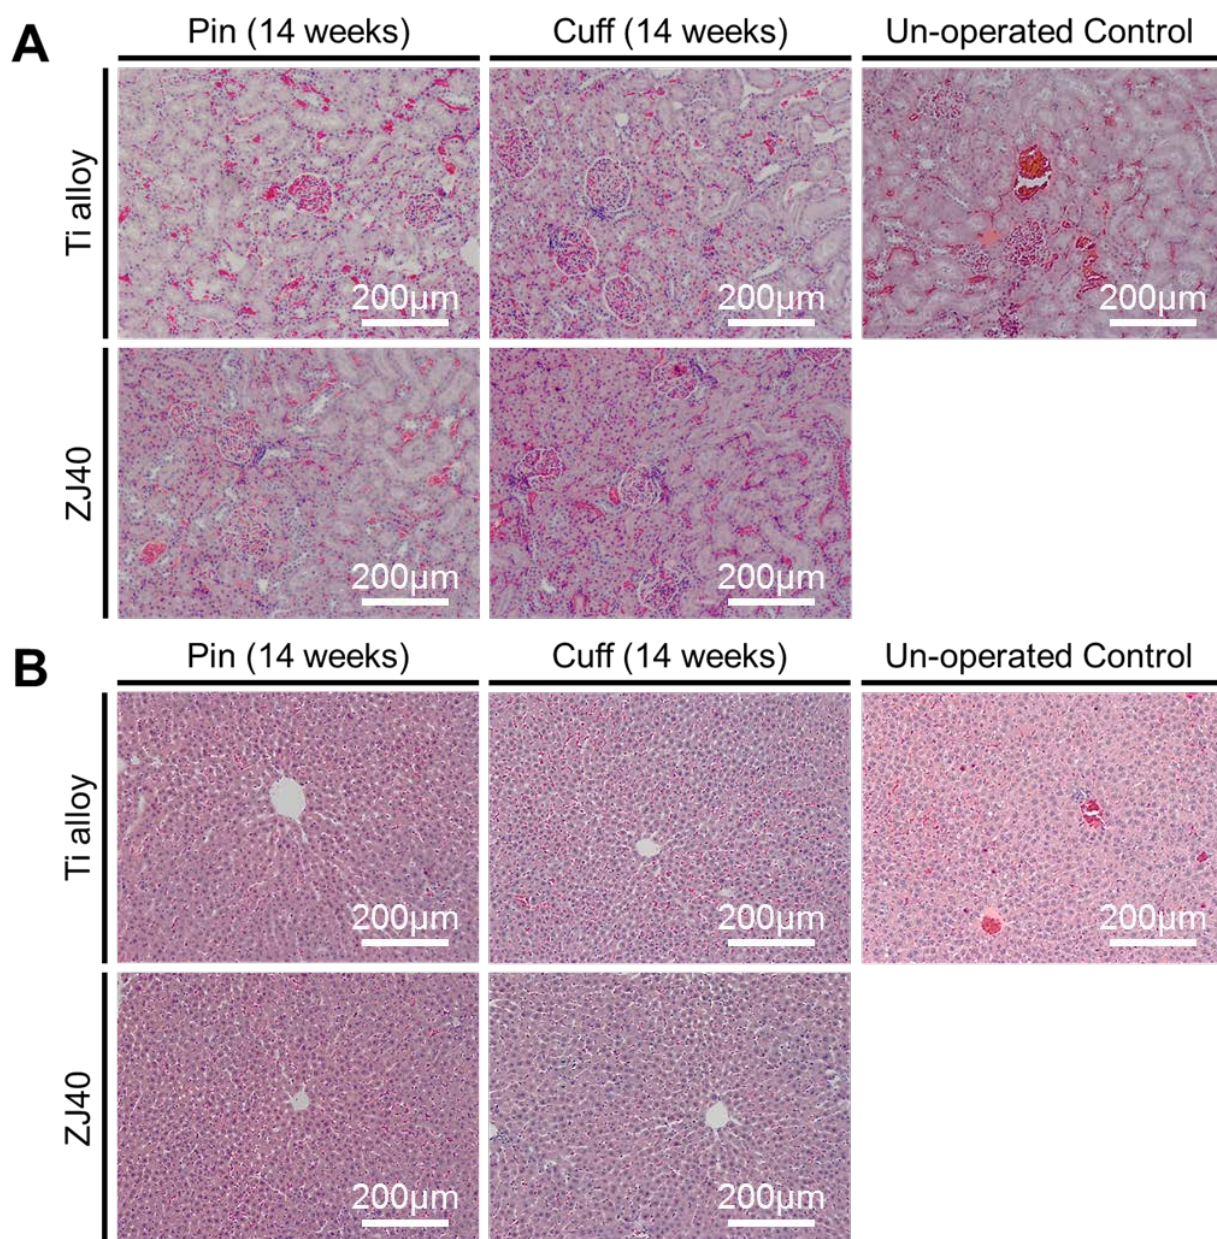 A
Pin (14 weeks)
Cuff (14 weeks)
Un-operated Control
Ti alloy
200μm
200μm
200μm
ZJ40
200μm
200μm
B
Pin (14 weeks)
Cuff (14 weeks)
Un-operated Control
Ti alloy
200μm
200μm
200μm
ZJ40
200μm
200μm